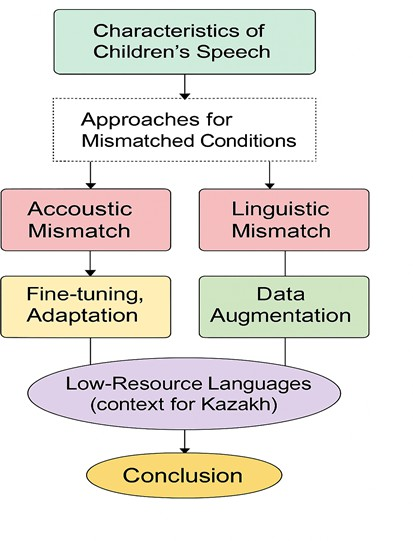 Characteristics of
Children's Speech
Approaches for
Mismatched Conditions
Accoustic
Mismatch
Linguistic
Mismatch
Fine-tuning,
Adaptation
Data
Augmentation
Low-Resource Languages
(context for Kazakh)
Conclusion